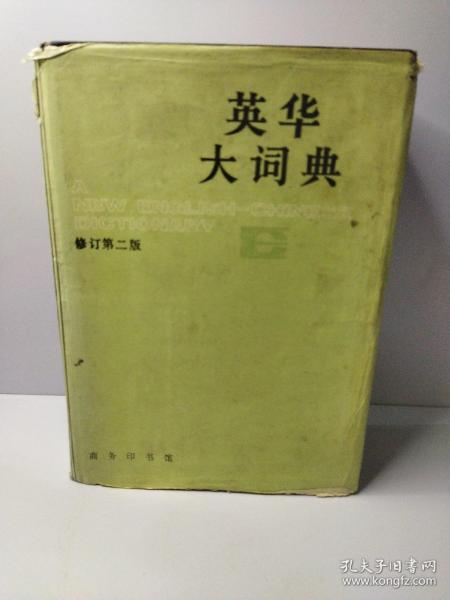 英华
大词典
A
NEW ENGLISH-CHINESE
DICTIONARY
修订第二版
商务印书馆
孔夫子旧书网
www.kongfz.com